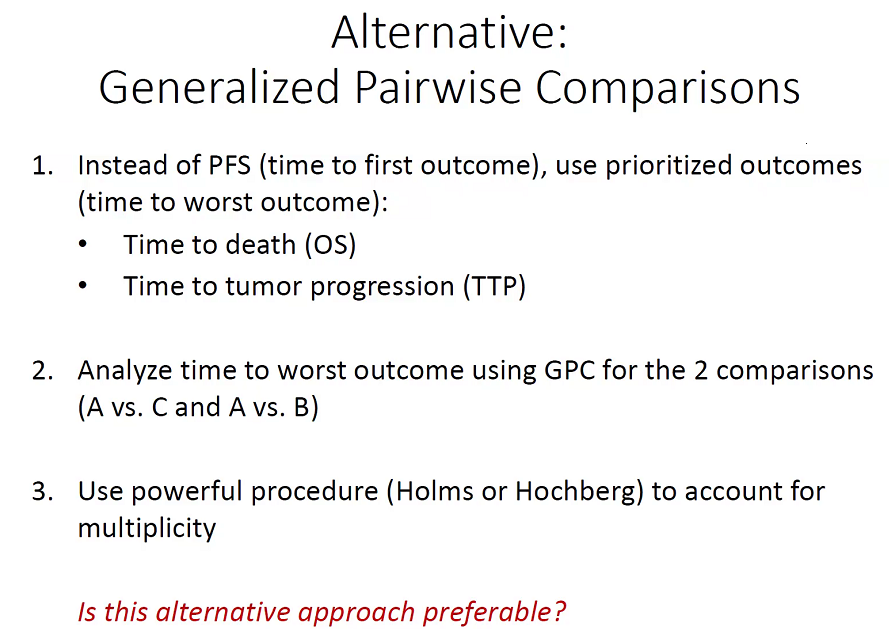 Alternative:
Generalized Pairwise Comparisons
1. Instead of PFS (time to first outcome), use prioritized outcomes
(time to worst outcome):
• Time to death (OS)
• Time to tumor progression (TTP)
2. Analyze time to worst outcome using GPC for the 2 comparisons
(A vs. C and A vs. B)
3. Use powerful procedure (Holms or Hochberg) to account for
multiplicity
Is this alternative approach preferable?